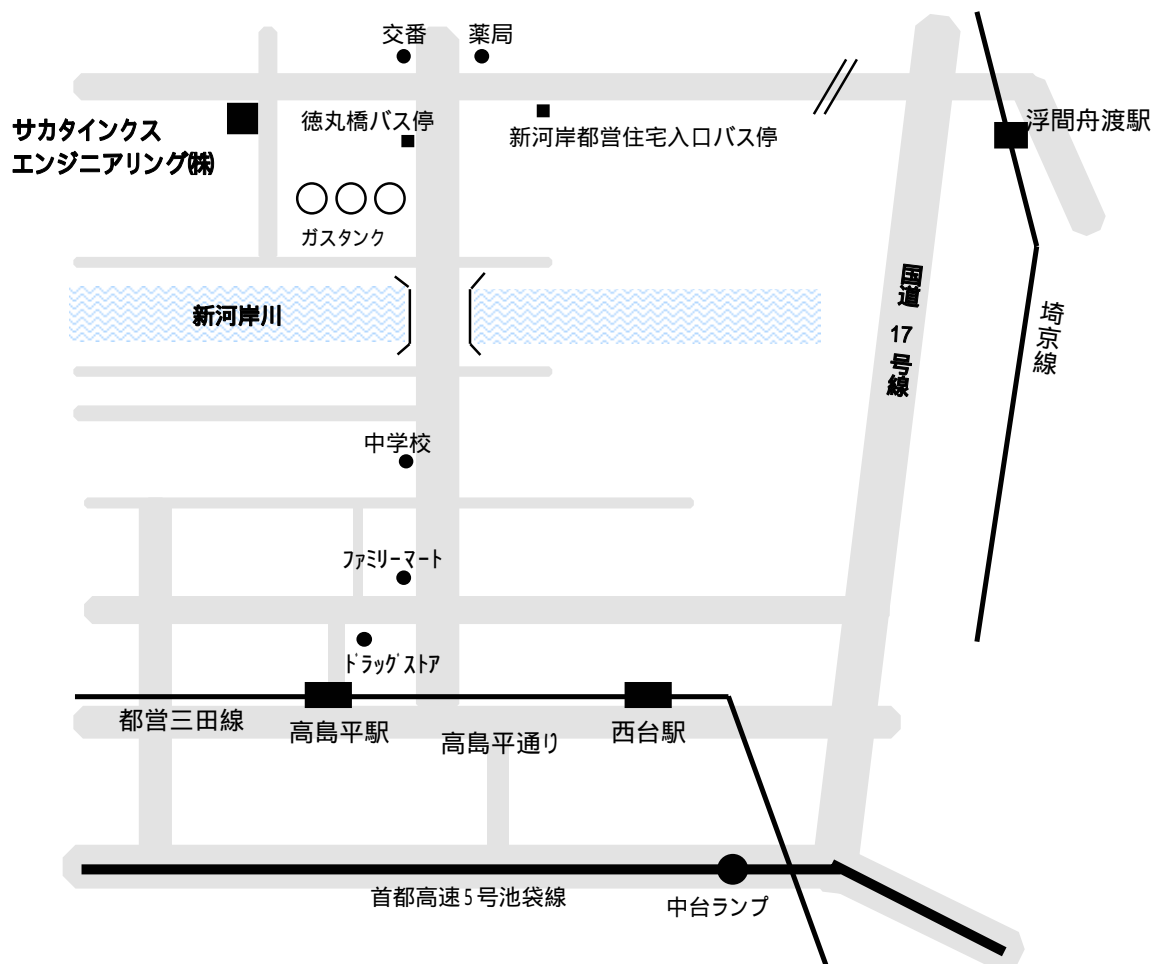 交番
薬局
サカタインクス
エンジニアリング㈱
徳丸橋バス停
新河岸都営住宅入口バス停
浮間舟渡駅
ガスタンク
国道 17 号線
新河岸川
埼京線
中学校
ファミリーマート
ドラッグストア
都営三田線
高島平駅
高島平通り
西台駅
首都高速5号池袋線
中台ランプ